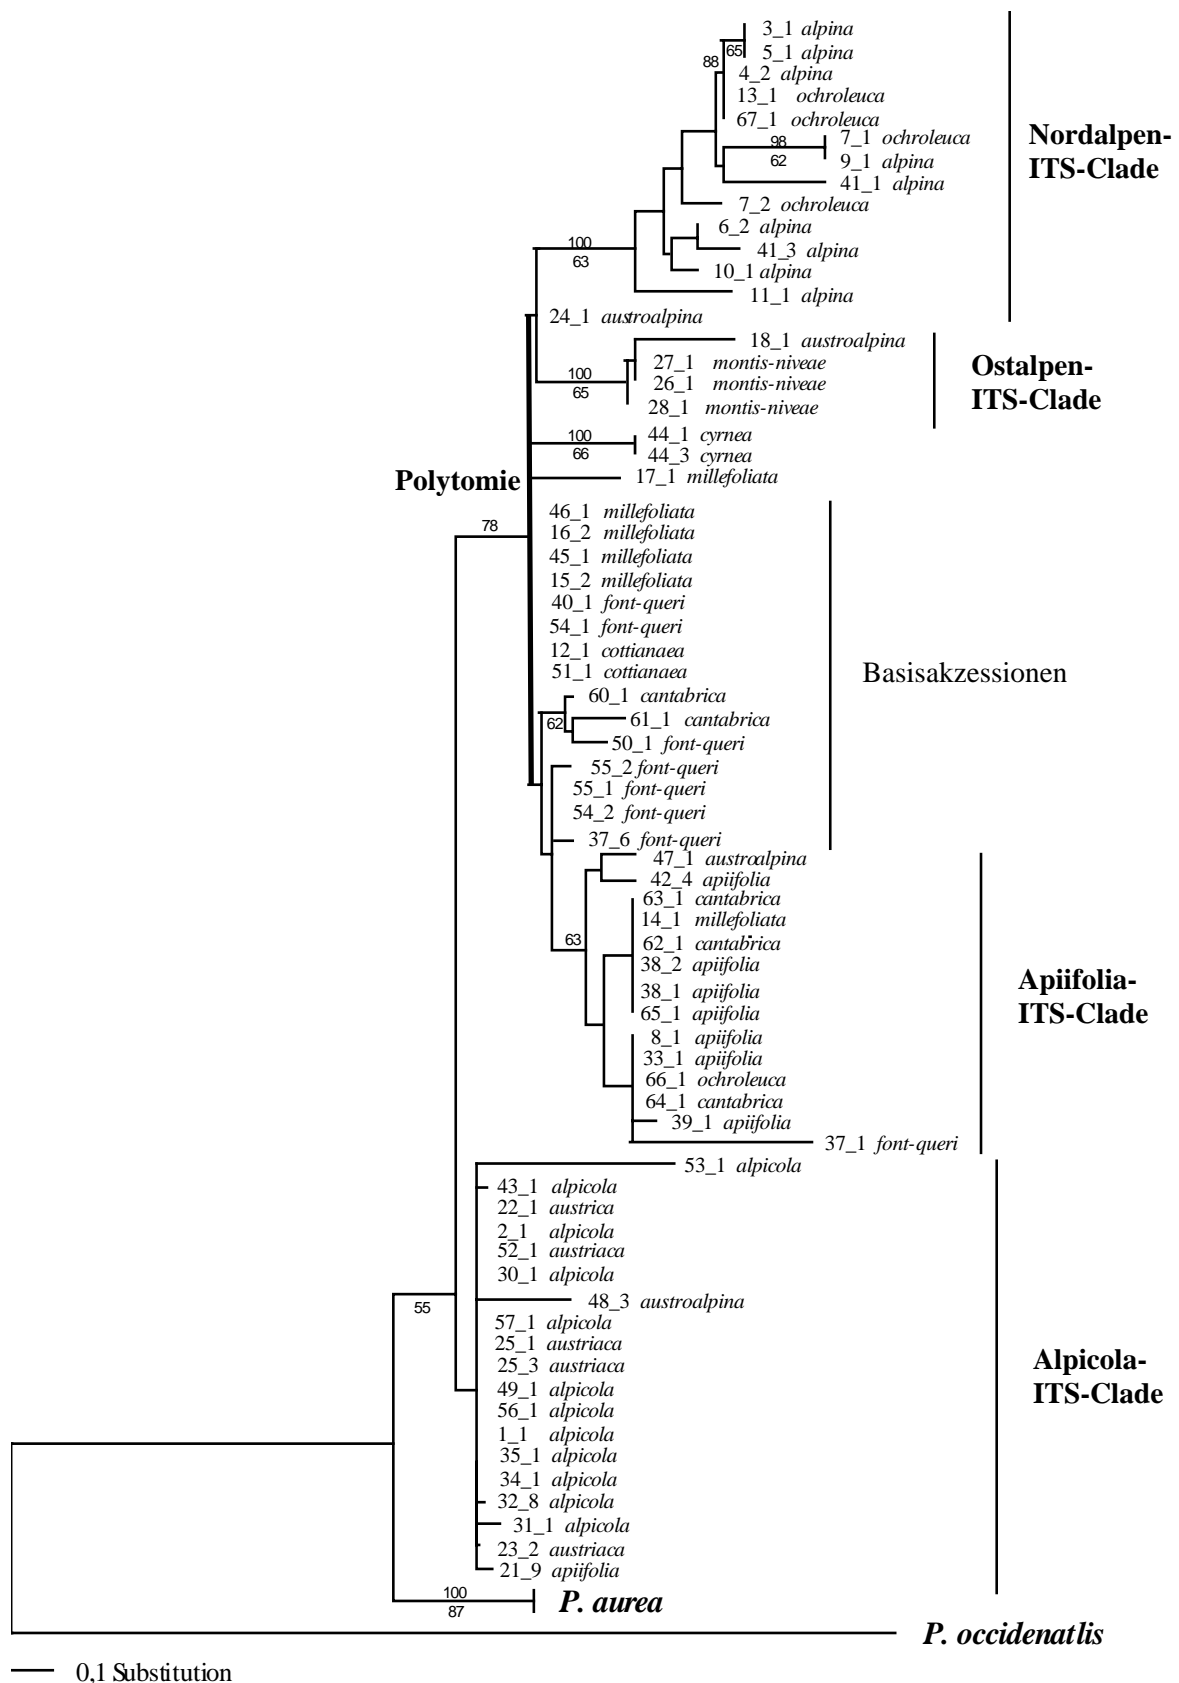 3_1 alpina
65
5_1 alpina
88
4_2 alpina
13_1 ochroleuca
67_1 ochroleuca
98
7_1 ochroleuca
62
9_1 alpina
41_1 alpina
Nordalpen-
ITS-Clade
7_2 ochroleuca
6_2 alpina
100
41_3 alpina
63
10_1 alpina
11_1 alpina
24_1 austroalpina
18_1 austroalpina
27_1 montis-niveae
100
26_1 montis-niveae
65
28_1 montis-niveae
Ostalpen-
ITS-Clade
100
44_1 cyrnea
66
44_3 cyrnea
17_1 millefoliata
Polytomie
46_1 millefoliata
78
16_2 millefoliata
45_1 millefoliata
15_2 millefoliata
40_1 font-queri
54_1 font-queri
12_1 cottianaea
51_1 cottianaea
Basisakzessionen
60_1 cantabrica
62
61_1 cantabrica
50_1 font-queri
55_2 font-queri
55_1 font-queri
54_2 font-queri
37_6 font-queri
47_1 austroalpina
42_4 apiifolia
63_1 cantabrica
14_1 millefoliata
63
62_1 cantabrica
38_2 apiifolia
38_1 apiifolia
65_1 apiifolia
Apiifolia-
ITS-Clade
8_1 apiifolia
33_1 apiifolia
66_1 ochroleuca
64_1 cantabrica
39_1 apiifolia
37_1 font-queri
53_1 alpicola
43_1 alpicola
22_1 austrica
2_1 alpicola
52_1 austriaca
30_1 alpicola
55
48_3 austroalpina
57_1 alpicola
25_1 austriaca
25_3 austriaca
49_1 alpicola
56_1 alpicola
Alpicola-
ITS-Clade
1_1 alpicola
35_1 alpicola
34_1 alpicola
32_8 alpicola
31_1 alpicola
23_2 austriaca
21_9 apiifolia
100
87
P. aurea
P. occidenatlis
0,1 Substitution